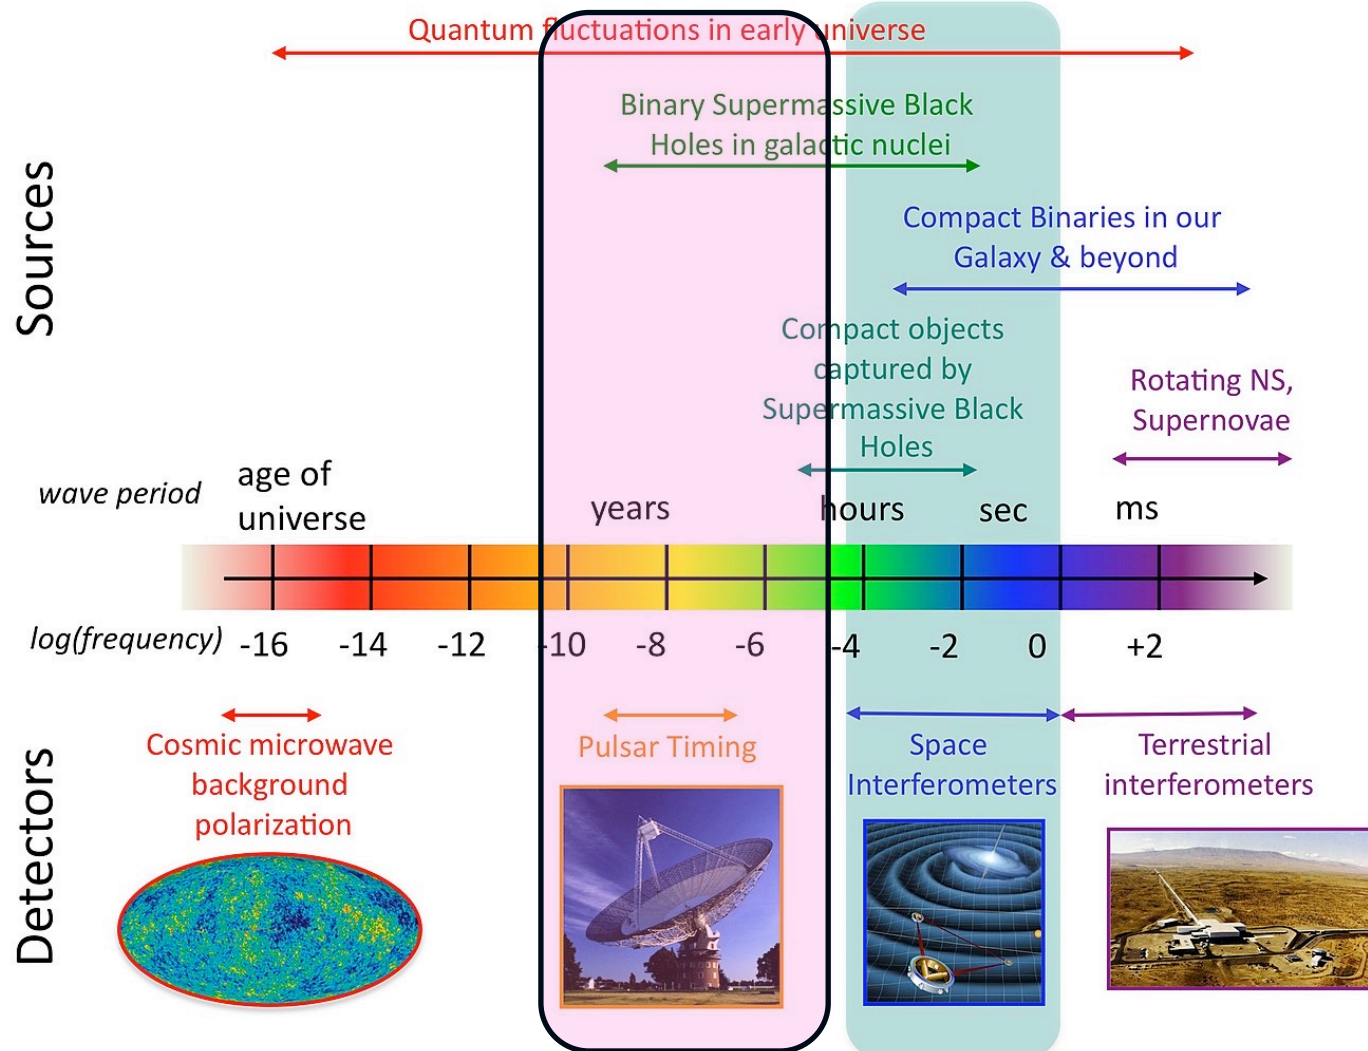 Quantum fluctuations in early universe
Binary Supermassive Black
Holes in galactic nuclei
Compact Binaries in our
Galaxy & beyond
Compact objects
captured by
Supermassive Black
Holes
Rotating NS,
Supernovae
Sources
wave period
age of
universe
years
hours
sec
ms
log(frequency)
-16
-14
-12
-10
-8
-6
-4
-2
0
+2
Detectors
Cosmic microwave
background
polarization
Pulsar Timing
Space
Interferometers
Terrestrial
interferometers